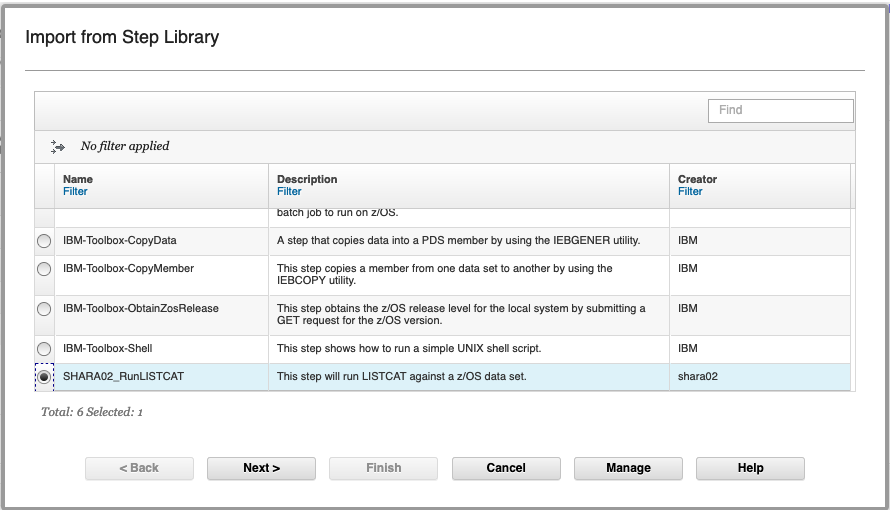 Import from Step Library
Find
No filter applied
Name Description Creator
Filter Filter Filter
batch job to run on z/OS.
IBM-Toolbox-CopyData A step that copies data into a PDS member by using the IEBGENER utility. IBM
IBM-Toolbox-CopyMember This step copies a member from one data set to another by using the IBM
IEBCOPY utility.
IBM-Toolbox-ObtainZosRelease This step obtains the z/OS release level for the local system by submitting a IBM
GET request for the z/OS version.
IBM-Toolbox-Shell This step shows how to run a simple UNIX shell script. IBM
SHARA02_RunLISTCAT This step will run LISTCAT against a z/OS data set. shara02
Total: 6 Selected: 1
< Back Next > Finish Cancel Manage Help